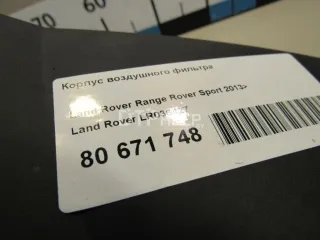 70 60
Корпус воздушного фильтра
Land Rover Range Rover Sport 2013>
Land Rover
80 671 748